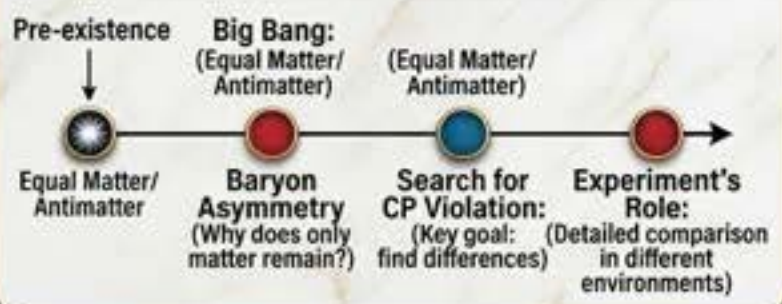 Pre-existence
Equal Matter/
Antimatter
Big Bang:
(Equal Matter/
Antimatter)
Baryon
Asymmetry
(Why does only
matter remain?)
(Equal Matter/
Antimatter)
Search for
CP Violation:
(Key goal:
find differences)
Experiment's
Role:
(Detailed comparison
in different
environments)